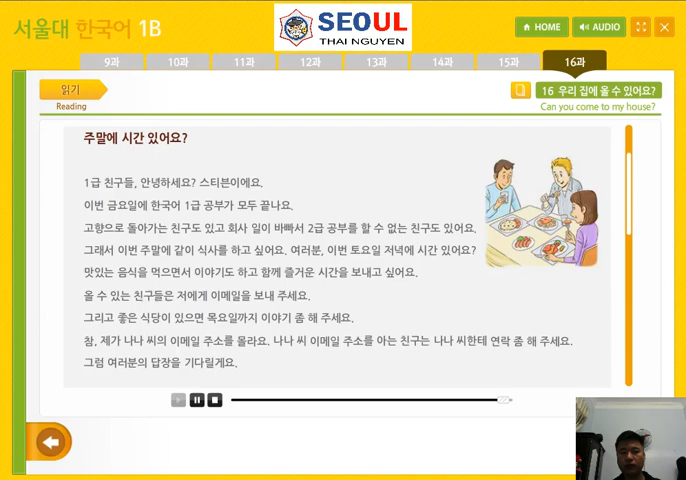 서울대 한국어 1B
SEOUL
THAI NGUYEN
HOME
AUDIO
9과
10과
11과
12과
13과
14과
15과
16과
읽기
Reading
16 우리 집에 올 수 있어요?
Can you come to my house?
주말에 시간 있어요?
1급 친구들, 안녕하세요? 스티븐이에요.
이번 금요일에 한국어 1급 공부가 모두 끝나요.
고향으로 돌아가는 친구도 있고 회사 일이 바빠서 2급 공부를 할 수 없는 친구도 있어요.
그래서 이번 주말에 같이 식사를 하고 싶어요. 여러분, 이번 토요일 저녁에 시간 있어요?
맛있는 음식을 먹으면서 이야기도 하고 함께 즐거운 시간을 보내고 싶어요.
올 수 있는 친구들은 저에게 이메일을 보내 주세요.
그리고 좋은 식당이 있으면 목요일까지 이야기 좀 해 주세요.
참, 제가 나나 씨의 이메일 주소를 몰라요. 나나 씨 이메일 주소를 아는 친구는 나나 씨한테 연락 좀 해 주세요.
그럼 여러분의 답장을 기다릴게요.